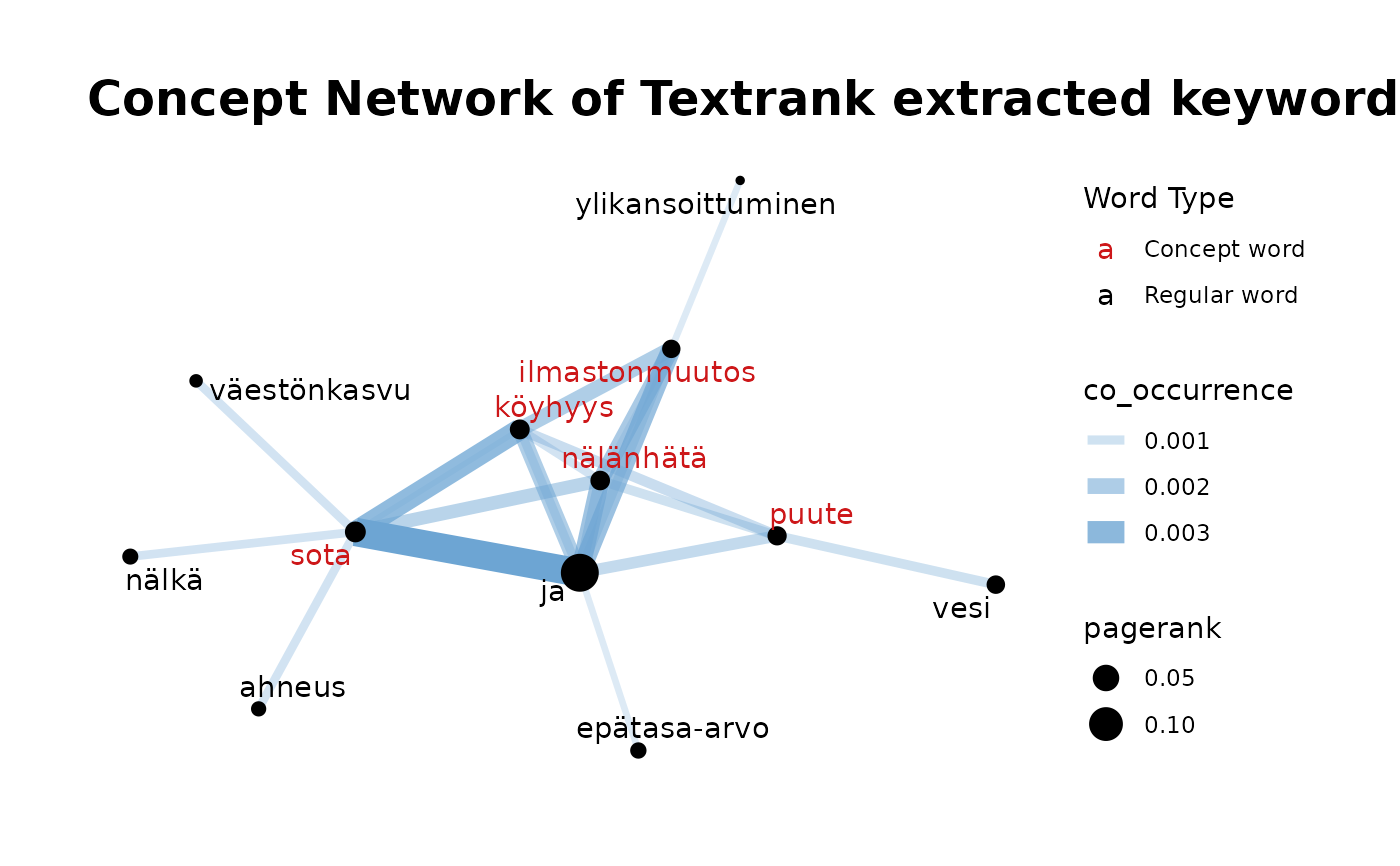 Concept Network of Textrank extracted keyword
ylikansoittuminen
ilmastonmuutos
väestönkasvu
köyhyys
nälänhätä
puute
sota
nälkä
ja
vesi
ahneus
epätasa-arvo
Word Type
a Concept word
a Regular word
co_occurrence
0.001
0.002
0.003
pagerank
0.05
0.10